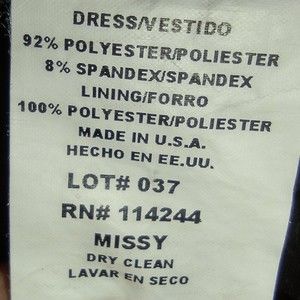 DRESS/VESTIDO
92% POLYESTER/POLIESTER
8% SPANDEX/SPANDEX
LINING/FORRO
100% POLYESTER/POLIESTER
MADE IN U.S.A.
HECHO EN EE.UU.
LOT# 037
RN# 114244
MISSY
DRY CLEAN
LAVAR EN SECO